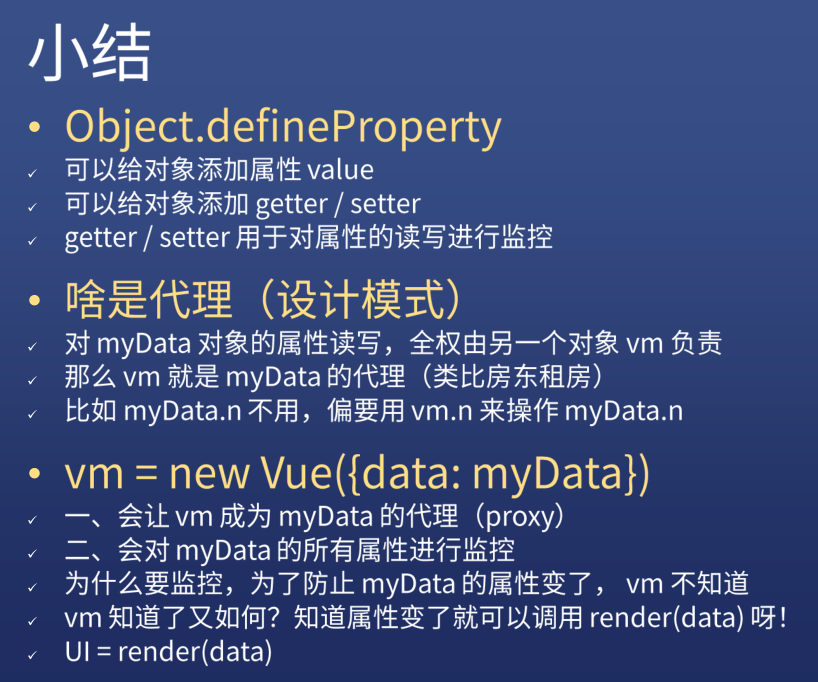 小结
• Object.defineProperty
✓ 可以给对象添加属性 value
✓ 可以给对象添加 getter / setter
✓ getter / setter 用于对属性的读写进行监控
• 啥是代理（设计模式）
✓ 对 myData 对象的属性读写，全权由另一个对象 vm 负责
✓ 那么 vm 就是 myData 的代理（类比房东租房）
✓ 比如 myData.n 不用，偏要用 vm.n 来操作 myData.n
• vm = new Vue({data: myData})
✓ 一、会让 vm 成为 myData 的代理（proxy）
✓ 二、会对 myData 的所有属性进行监控
✓ 为什么要监控，为了防止 myData 的属性变了， vm 不知道
✓ vm 知道了又如何？知道属性变了就可以调用 render(data) 呀！
✓ UI = render(data)